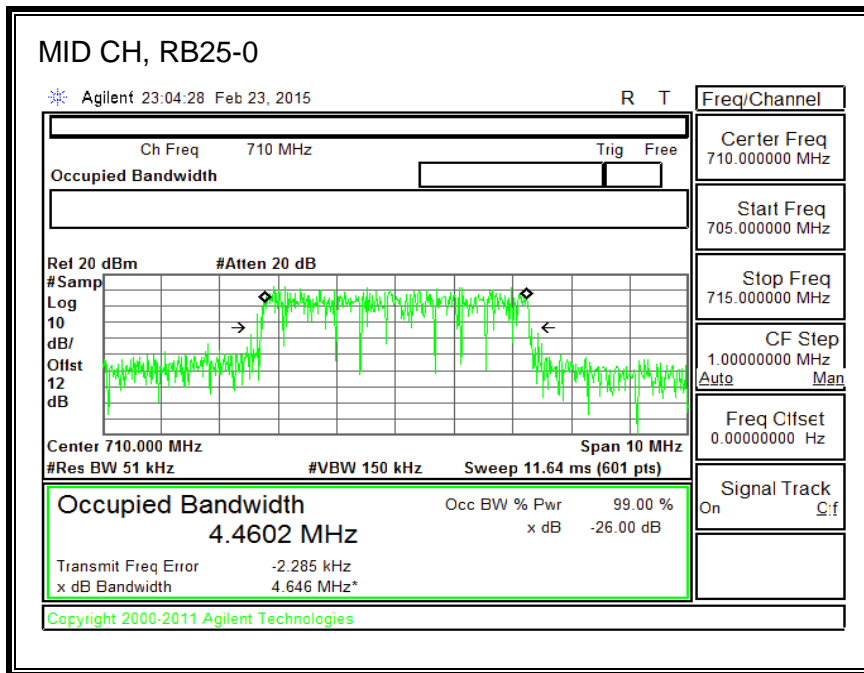 MID CH, RB25-0
Agilent 23:04:28 Feb 23, 2015
R T
Freq/Channel
Ch Freq 710 MHz
Trig Free
Occupied Bandwidth
Center Freq
710.000000 MHz
Start Freq
705.000000 MHz
Stop Freq
715.000000 MHz
CF Step
1.00000000 MHz
Auto Man
Freq Offset
0.00000000 Hz
Signal Track
On Off
Ref 20 dBm
#Atten 20 dB
#Samp
Log
10
dB/
Offst
12
dB
Center 710.000 MHz
Span 10 MHz
#Res BW 51 kHz
#VBW 150 kHz
Sweep 11.64 ms (601 pts)
Occupied Bandwidth
4.4602 MHz
Occ BW % Pwr 99.00 %
x dB -26.00 dB
Transmit Freq Error -2.285 kHz
x dB Bandwidth 4.646 MHz*
Copyright 2000-2011 Agilent Technologies